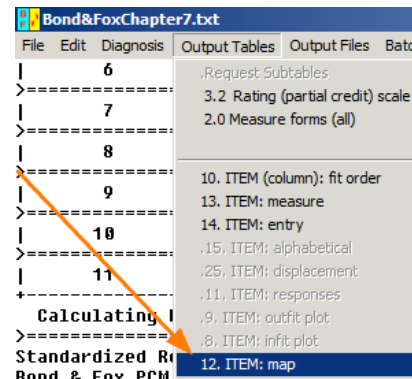 Bond&FoxChapter7.txt
File Edit Diagnosis Output Tables Output Files Batc
| 6
>================
| 7
>================
| 8
>================
| 9
>================
| 10
>================
| 11
+----------------
Calculating
>================
Standardized R
Bond & Fox PCM
.Request Subtables
3.2 Rating (partial credit) scale
2.0 Measure forms (all)
10. ITEM (column): fit order
13. ITEM: measure
14. ITEM: entry
.15. ITEM: alphabetical
.25. ITEM: displacement
.11. ITEM: responses
.9. ITEM: outfit plot
.8. ITEM: infit plot
12. ITEM: map